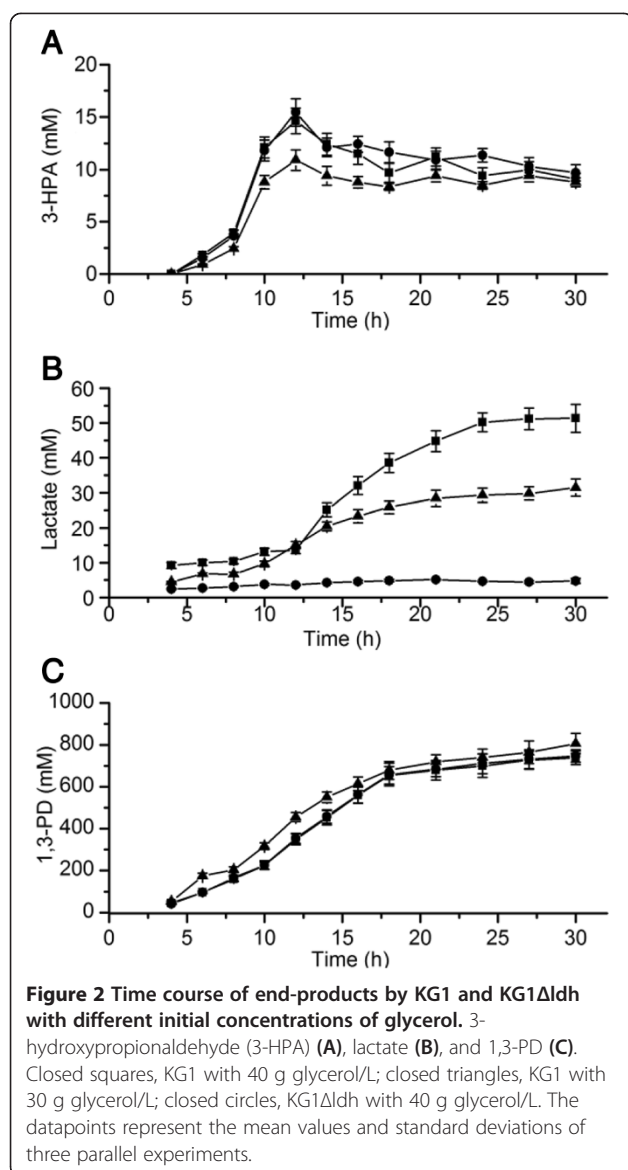 A
20
15
10
5
0
3-HPA (mM)
0 5 10 15 20 25 30
Time (h)
B
60
50
40
30
20
10
0
Lactate (mM)
0 5 10 15 20 25 30
Time (h)
C
1000
800
600
400
200
0
1,3-PD (mM)
0 5 10 15 20 25 30
Time (h)
Figure 2 Time course of end-products by KG1 and KG1Δldh
with different initial concentrations of glycerol. 3-
hydroxypropionaldehyde (3-HPA) (A), lactate (B), and 1,3-PD (C).
Closed squares, KG1 with 40 g glycerol/L; closed triangles, KG1 with
30 g glycerol/L; closed circles, KG1Δldh with 40 g glycerol/L. The
datapoints represent the mean values and standard deviations of
three parallel experiments.